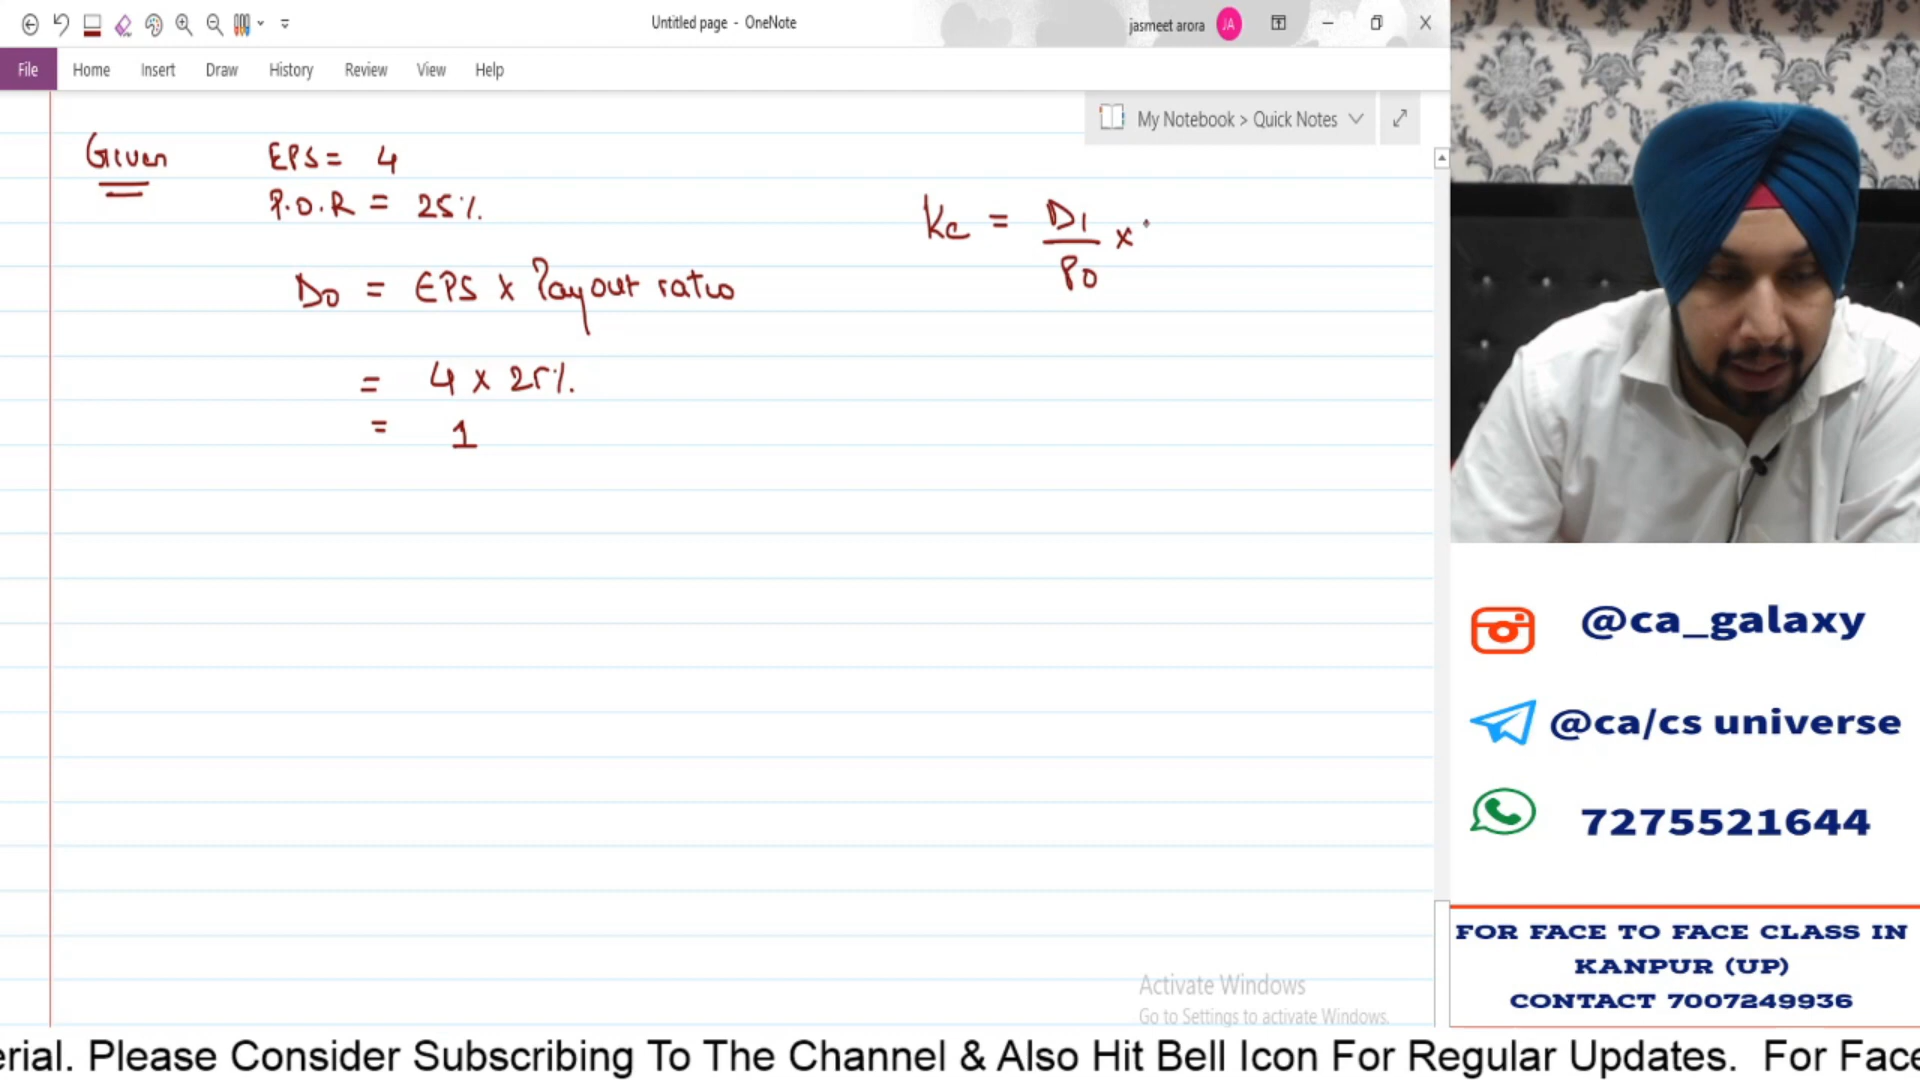 Untitled page - OneNote
jasmeet arora JA
File Home Insert Draw History Review View Help
My Notebook > Quick Notes
Given
EPS = 4
P.O.R = 25%
D0 = EPS x Payout ratio
= 4 x 25%
= 1
Ke = D1 / P0 x
@ca_galaxy
@ca/cs universe
7275521644
FOR FACE TO FACE CLASS IN
KANPUR (UP)
CONTACT 7007249936
Activate Windows
Go to Settings to activate Windows.
erial. Please Consider Subscribing To The Channel & Also Hit Bell Icon For Regular Updates. For Face